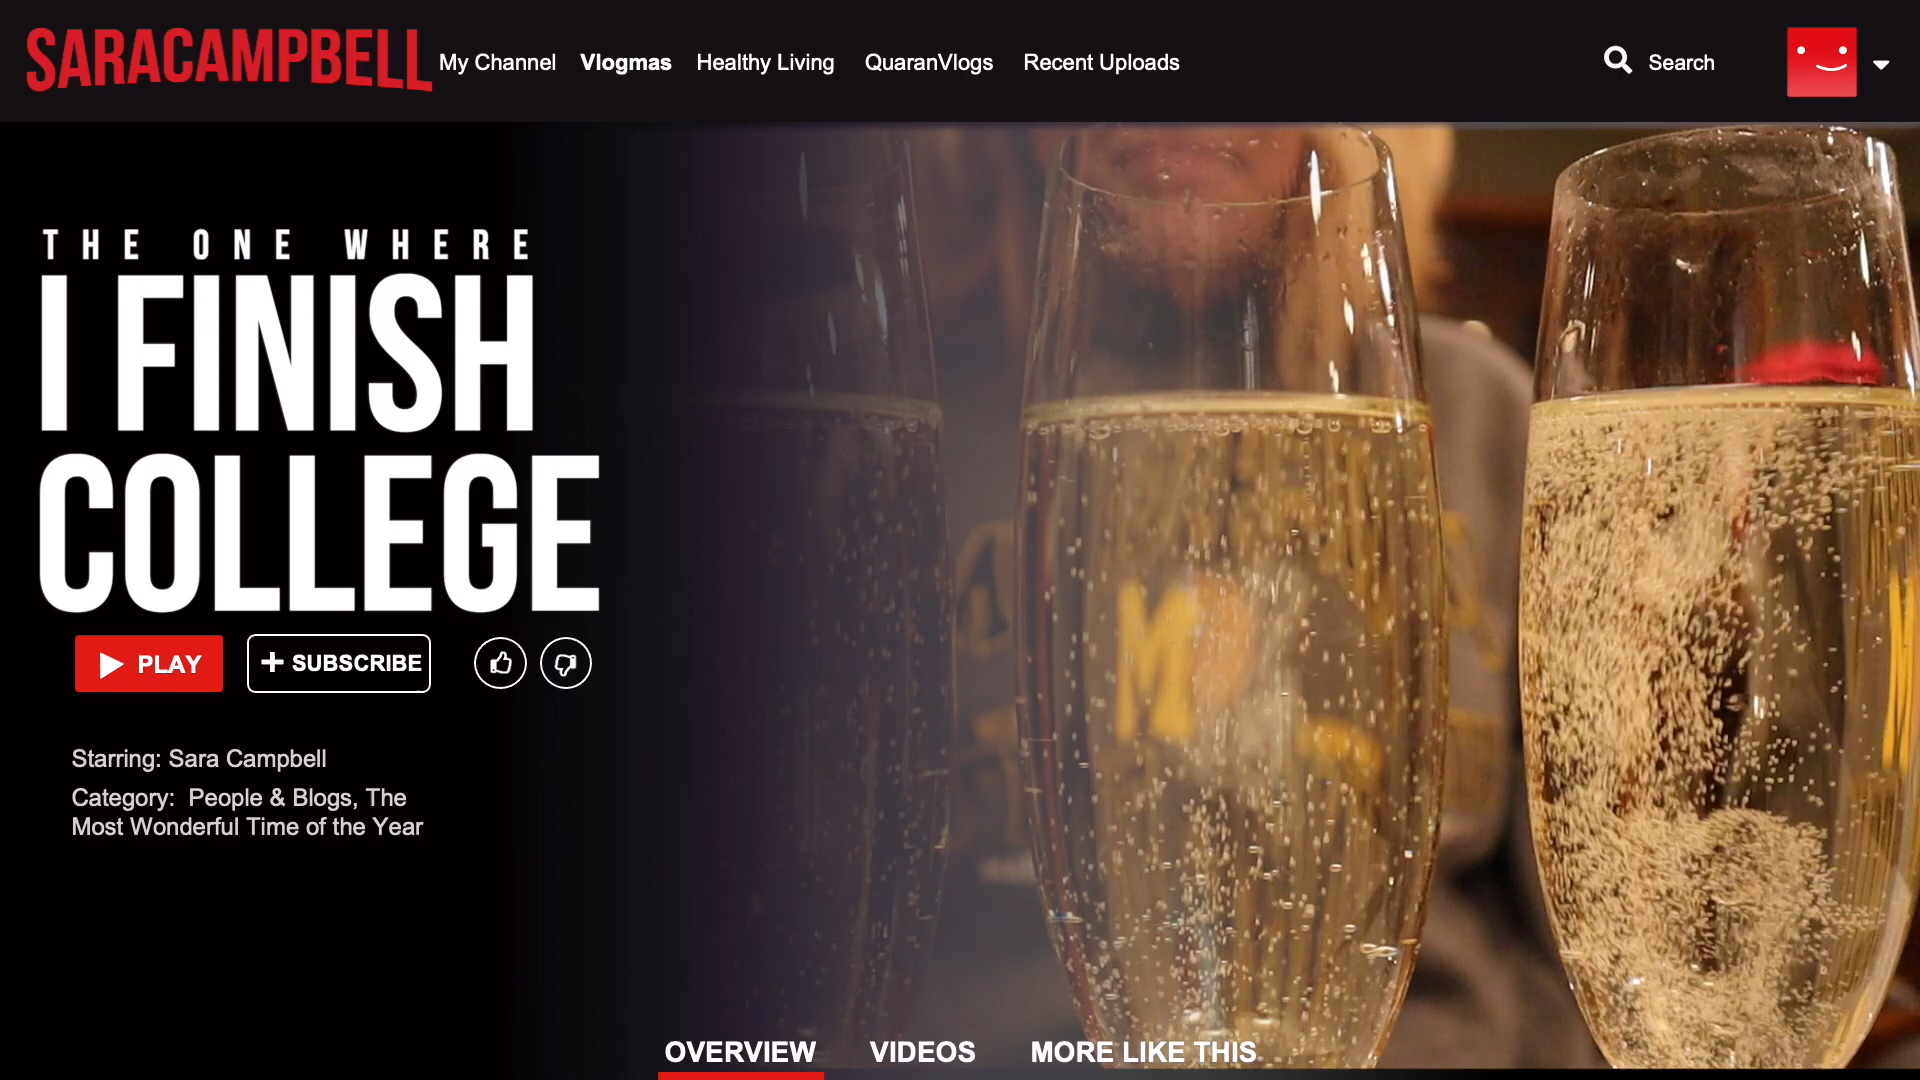 SARACAMPBELL My Channel Vlogmas Healthy Living QuaranVlogs Recent Uploads Search
THE ONE WHERE
I FINISH
COLLEGE
PLAY + SUBSCRIBE
Starring: Sara Campbell
Category: People & Blogs, The
Most Wonderful Time of the Year
OVERVIEW VIDEOS MORE LIKE THIS